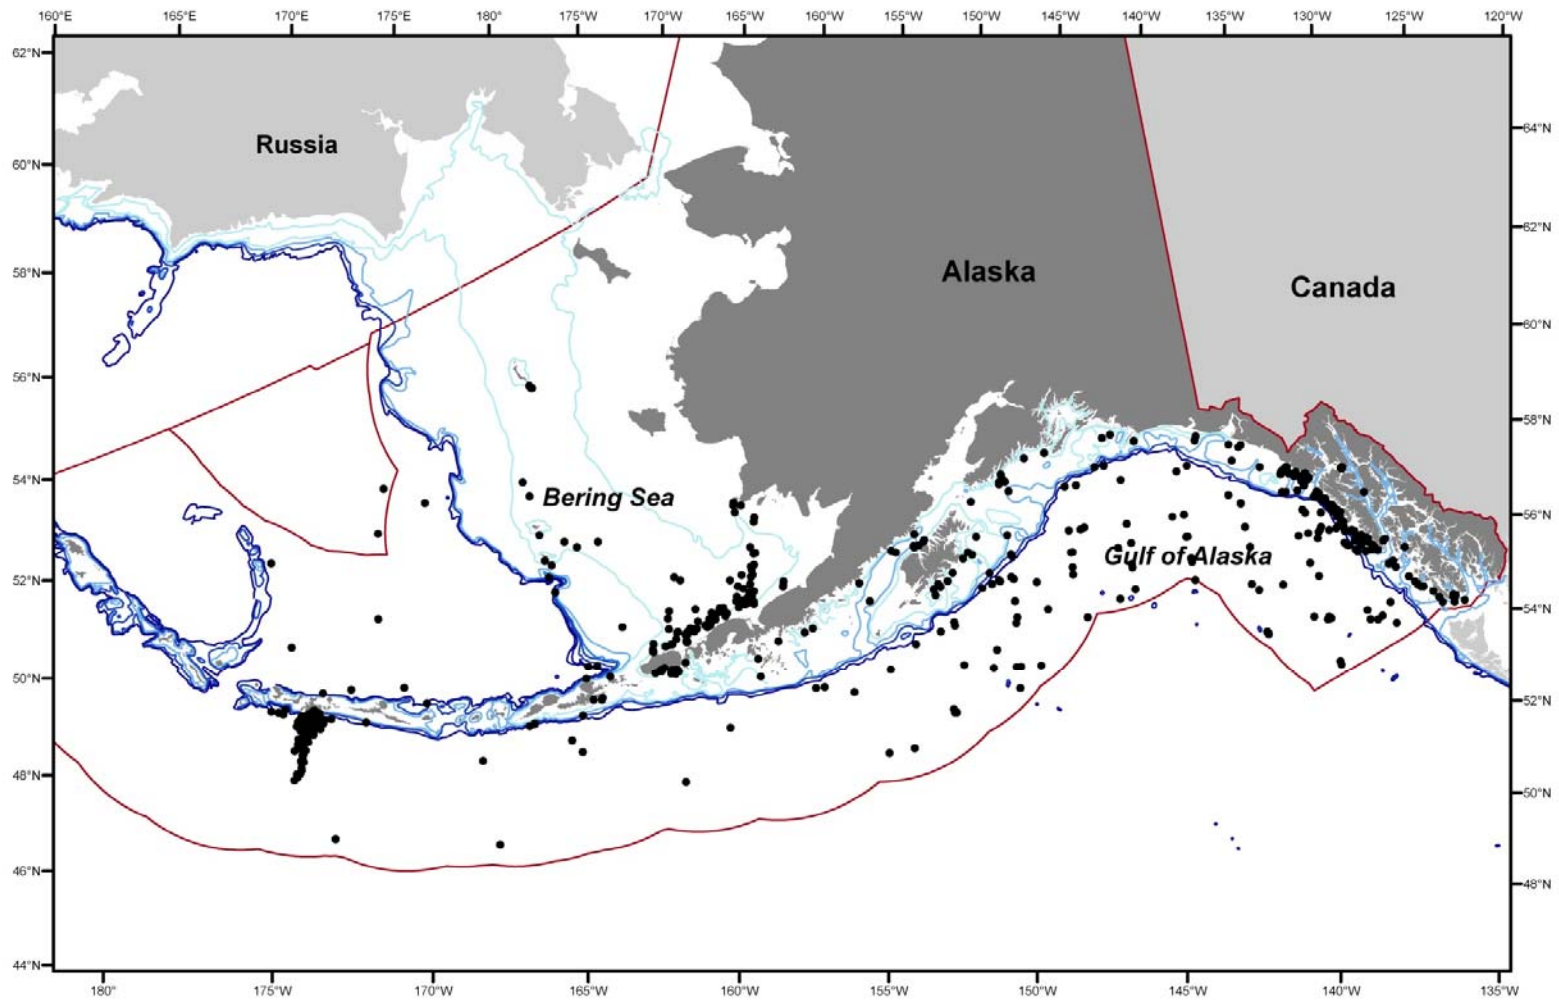 160°E 165°E 170°E 175°E 180° 175°W 170°W 165°W 160°W 155°W 150°W 145°W 140°W 135°W 130°W 125°W 120°W
62°N
64°N
Russia
60°N
62°N
58°N
Alaska
Canada
60°N
56°N
58°N
54°N
Bering Sea
56°N
Gulf of Alaska
52°N
54°N
50°N
52°N
48°N
50°N
46°N
48°N
44°N
180° 175°W 170°W 165°W 160°W 155°W 150°W 145°W 140°W 135°W